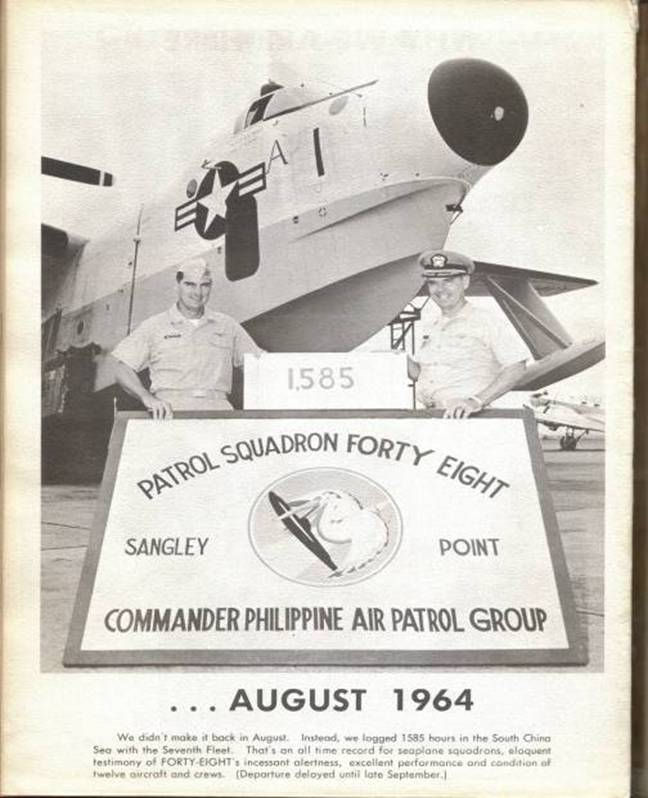 A
1,585
PATROL SQUADRON FORTY EIGHT
SANGLEY POINT
COMMANDER PHILIPPINE AIR PATROL GROUP
. . . AUGUST 1964
We didn't make it back in August. Instead, we logged 1585 hours in the South China
Sea with the Seventh Fleet. That's an all time record for seaplane squadrons, eloquent
testimony of FORTY-EIGHT's incessant alertness, excellent performance and condition of
twelve aircraft and crews. (Departure delayed until late September.)